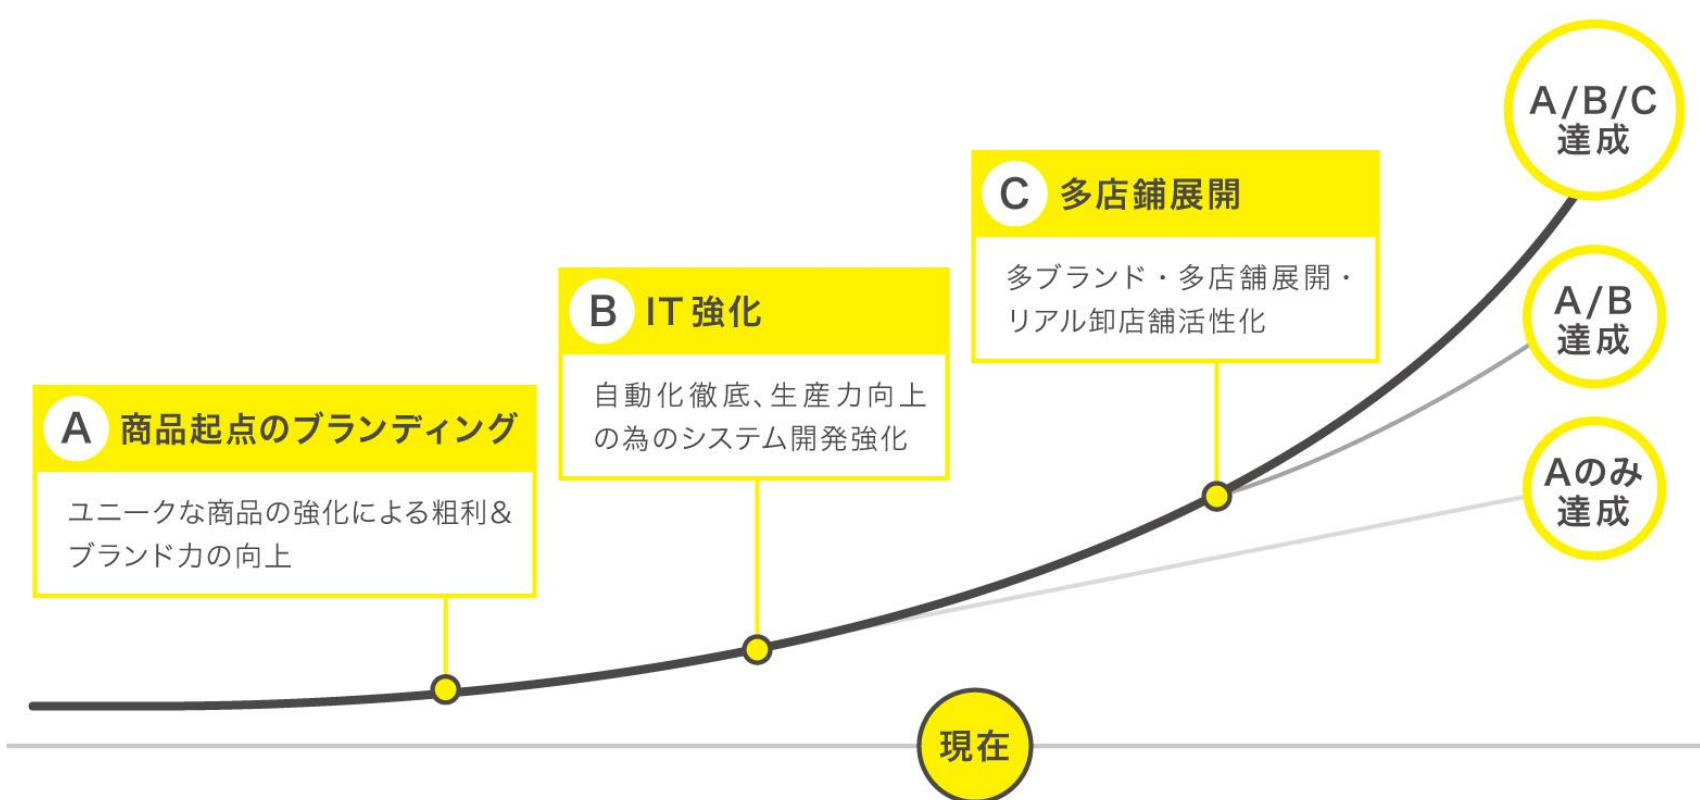 A 商品起点のブランディング
ユニークな商品の強化による粗利&
ブランド力の向上
B IT強化
自動化徹底、生産力向上
の為のシステム開発強化
C 多店鋪展開
多ブランド・多店舗展開・
リアル卸店舗活性化
A/B/C
達成
A/B
達成
Aのみ
達成
現在